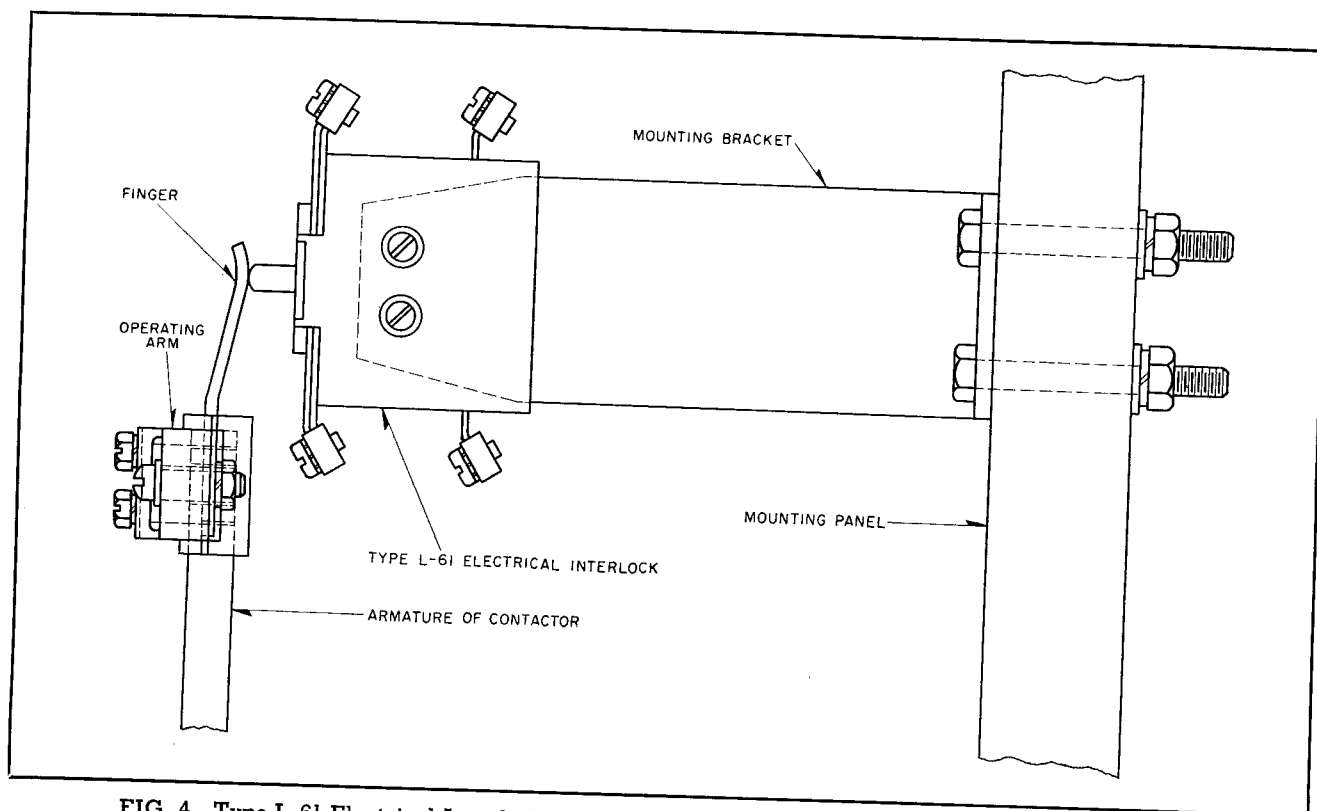 MOUNTING BRACKET
FINGER
OPERATING
ARM
MOUNTING PANEL
TYPE L-61 ELECTRICAL INTERLOCK
ARMATURE OF CONTACTOR
FIG. 4. Type L-61 Electrical